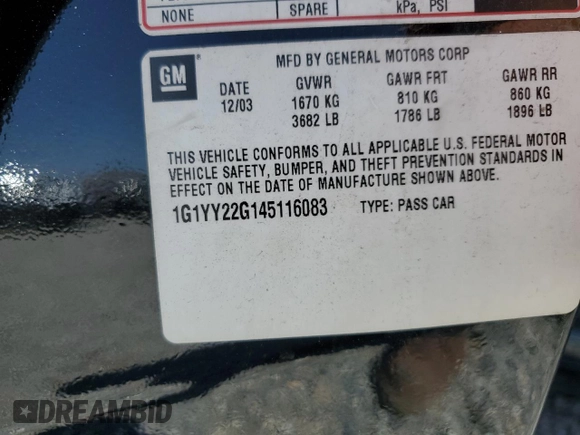 NONE SPARE kPa, PSI
GM
MFD BY GENERAL MOTORS CORP
DATE GVWR GAWR FRT GAWR RR
12/03 1670 KG 810 KG 860 KG
3682 LB 1786 LB 1896 LB
THIS VEHICLE CONFORMS TO ALL APPLICABLE U.S. FEDERAL MOTOR
VEHICLE SAFETY, BUMPER, AND THEFT PREVENTION STANDARDS IN
EFFECT ON THE DATE OF MANUFACTURE SHOWN ABOVE.
1G1YY22G145116083 TYPE: PASS CAR
DREAMBID